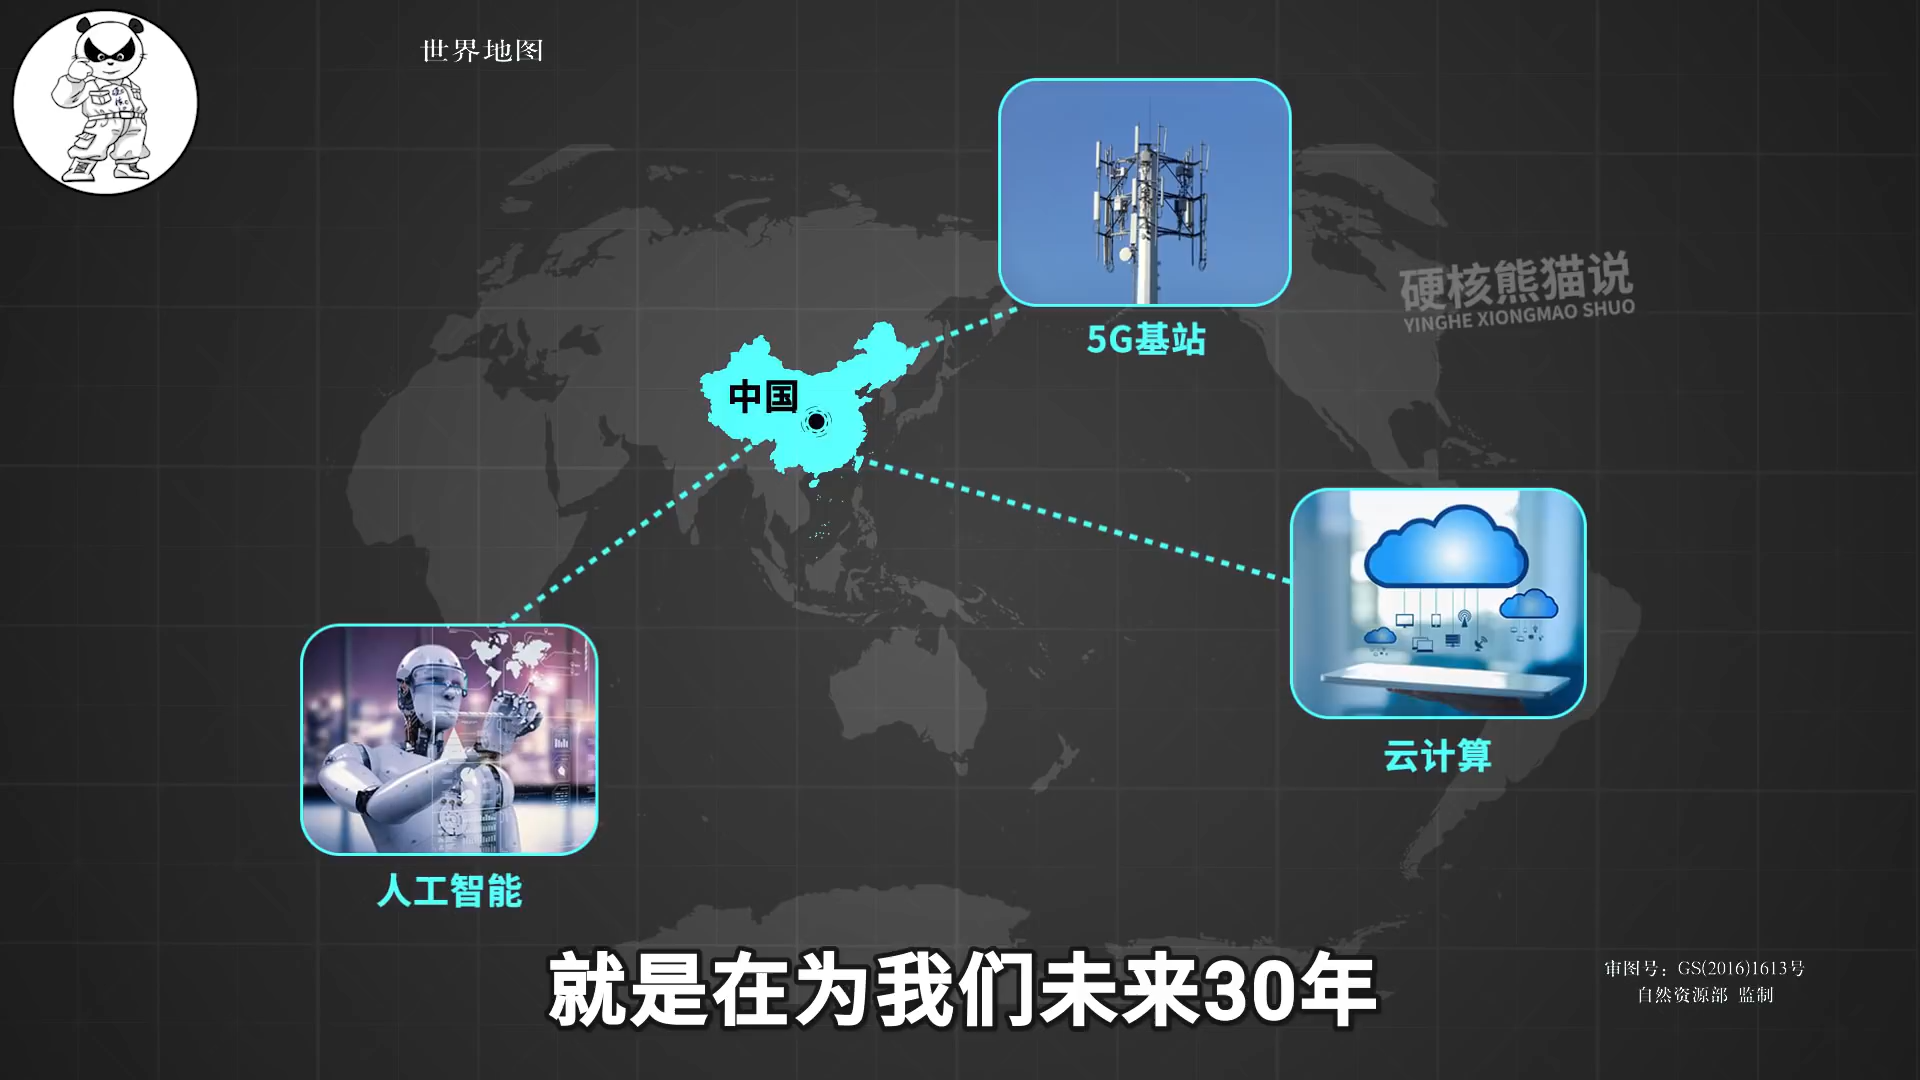 世界地图
硬核熊猫说
YINGHE XIONGMAO SHUO
5G基站
中国
云计算
人工智能
就是在为我们未来30年
审图号：GS(2016)1613号
自然资源部 监制